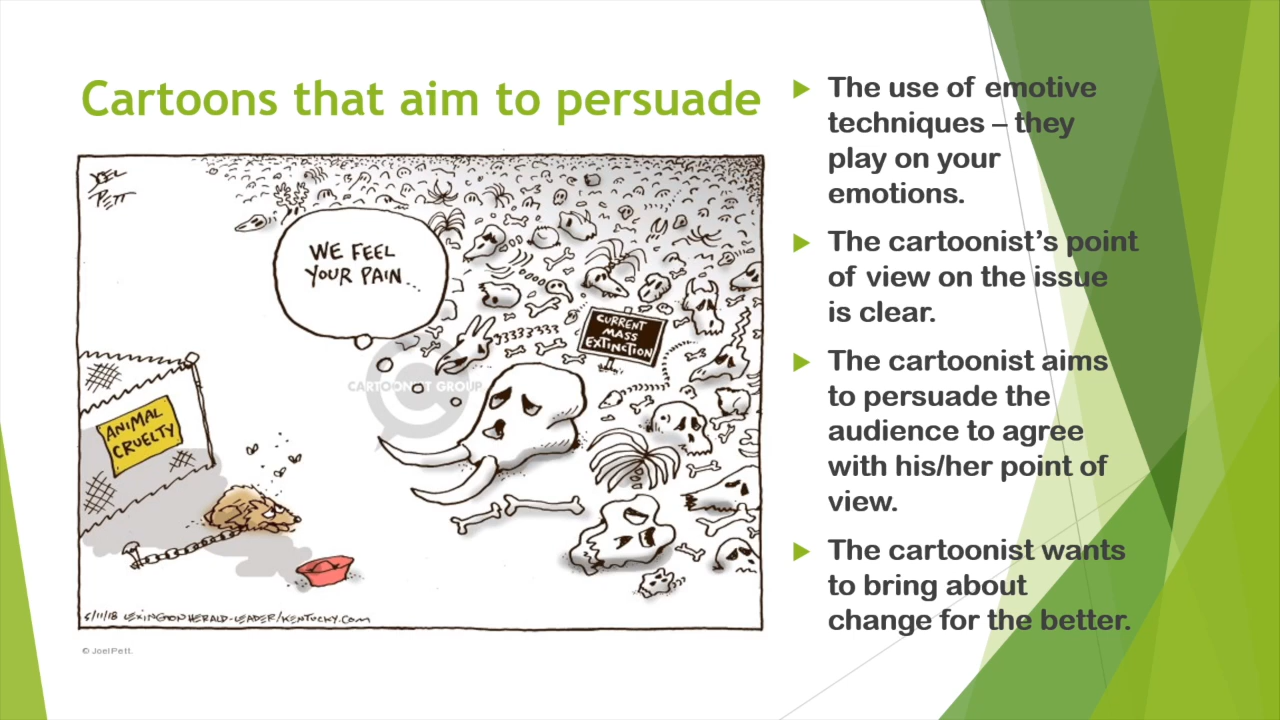 Cartoons that aim to persuade
JOEL
PETT
WE FEEL
YOUR PAIN...
CURRENT
MASS
EXTINCTION
CARTOONIST GROUP
ANIMAL
CRUELTY
5/11/18 LEXINGTON HERALD-LEADER/KENTUCKY.COM
© Joel Pett.
The use of emotive
techniques – they
play on your
emotions.
The cartoonist’s point
of view on the issue
is clear.
The cartoonist aims
to persuade the
audience to agree
with his/her point of
view.
The cartoonist wants
to bring about
change for the better.